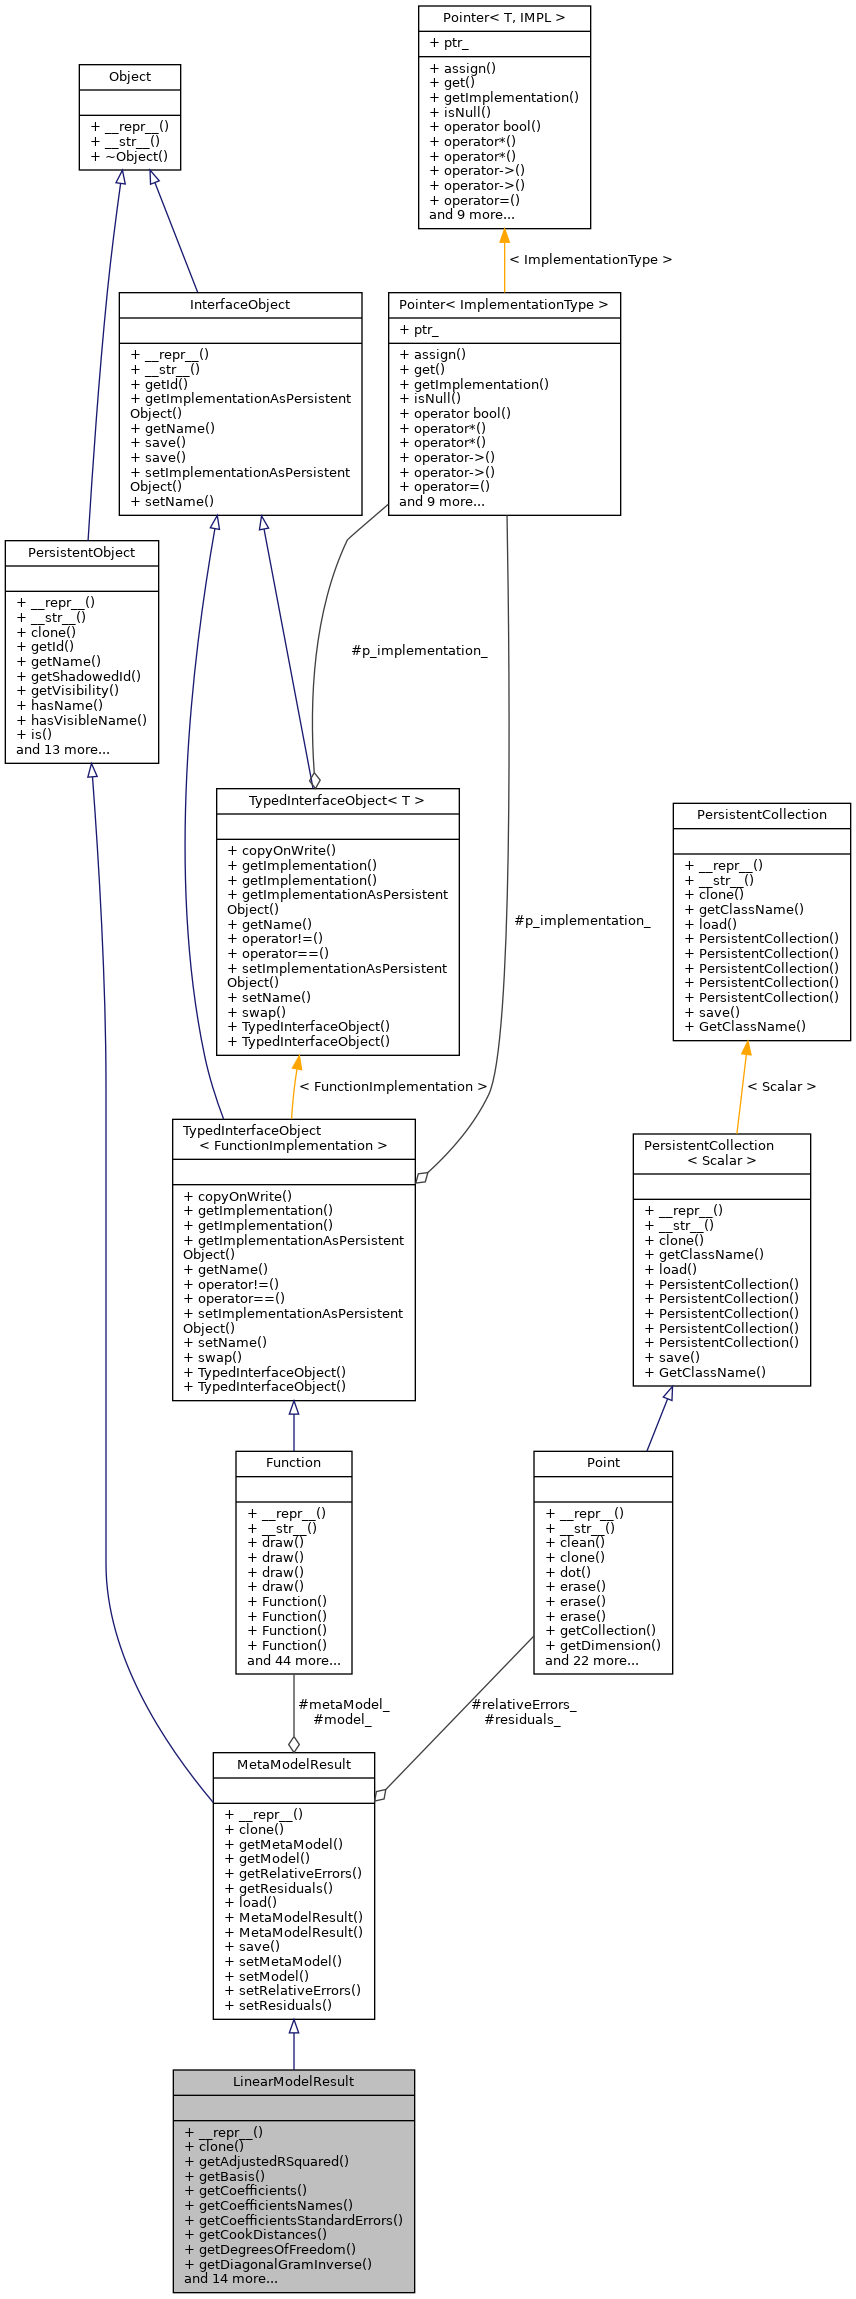 Pointer< T, IMPL >
+ ptr_
+ assign()
+ get()
+ getImplementation()
+ isNull()
+ operator bool()
+ operator*()
+ operator*()
+ operator->()
+ operator->()
+ operator=()
and 9 more...
Object
+ __repr__()
+ __str__()
+ ~Object()
< ImplementationType >
InterfaceObject
+ __repr__()
+ __str__()
+ getId()
+ getImplementationAsPersistent
Object()
+ getName()
+ save()
+ save()
+ setImplementationAsPersistent
Object()
+ setName()
Pointer< ImplementationType >
+ ptr_
+ assign()
+ get()
+ getImplementation()
+ isNull()
+ operator bool()
+ operator*()
+ operator*()
+ operator->()
+ operator->()
+ operator=()
and 9 more...
PersistentObject
+ __repr__()
+ __str__()
+ clone()
+ getId()
+ getName()
+ getShadowedId()
+ getVisibility()
+ hasName()
+ hasVisibleName()
+ is()
and 13 more...
#p_implementation_
TypedInterfaceObject< T >
+ copyOnWrite()
+ getImplementation()
+ getImplementation()
+ getImplementationAsPersistent
Object()
+ getName()
+ operator!=()
+ operator==()
+ setImplementationAsPersistent
Object()
+ setName()
+ swap()
+ TypedInterfaceObject()
+ TypedInterfaceObject()
#p_implementation_
PersistentCollection
+ __repr__()
+ __str__()
+ clone()
+ getClassName()
+ load()
+ PersistentCollection()
+ PersistentCollection()
+ PersistentCollection()
+ PersistentCollection()
+ PersistentCollection()
+ save()
+ GetClassName()
< FunctionImplementation >
< Scalar >
TypedInterfaceObject
< FunctionImplementation >
+ copyOnWrite()
+ getImplementation()
+ getImplementation()
+ getImplementationAsPersistent
Object()
+ getName()
+ operator!=()
+ operator==()
+ setImplementationAsPersistent
Object()
+ setName()
+ swap()
+ TypedInterfaceObject()
+ TypedInterfaceObject()
PersistentCollection
< Scalar >
+ __repr__()
+ __str__()
+ clone()
+ getClassName()
+ load()
+ PersistentCollection()
+ PersistentCollection()
+ PersistentCollection()
+ PersistentCollection()
+ PersistentCollection()
+ save()
+ GetClassName()
Function
+ __repr__()
+ __str__()
+ draw()
+ draw()
+ draw()
+ draw()
+ Function()
+ Function()
+ Function()
+ Function()
and 44 more...
Point
+ __repr__()
+ __str__()
+ clean()
+ clone()
+ dot()
+ erase()
+ erase()
+ erase()
+ getCollection()
+ getDimension()
and 22 more...
#metaModel_
#model_
#relativeErrors_
#residuals_
MetaModelResult
+ __repr__()
+ clone()
+ getMetaModel()
+ getModel()
+ getRelativeErrors()
+ getResiduals()
+ load()
+ MetaModelResult()
+ MetaModelResult()
+ save()
+ setMetaModel()
+ setModel()
+ setRelativeErrors()
+ setResiduals()
LinearModelResult
+ __repr__()
+ clone()
+ getAdjustedRSquared()
+ getBasis()
+ getCoefficients()
+ getCoefficientsNames()
+ getCoefficientsStandardErrors()
+ getCookDistances()
+ getDegreesOfFreedom()
+ getDiagonalGramInverse()
and 14 more...